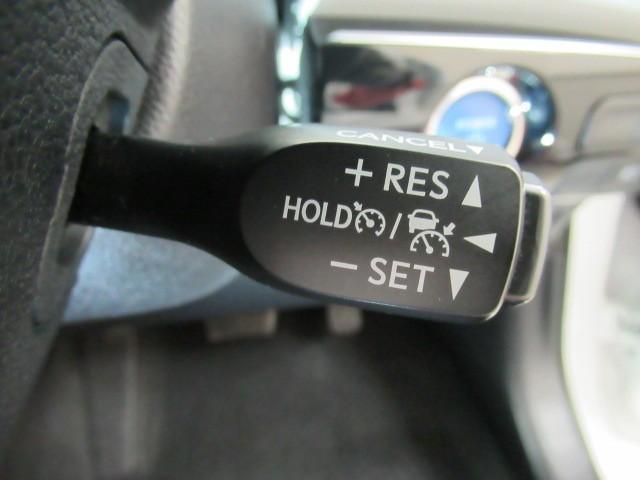 CANCEL▼
+ RES ▲
HOLD / ◀
− SET ▼